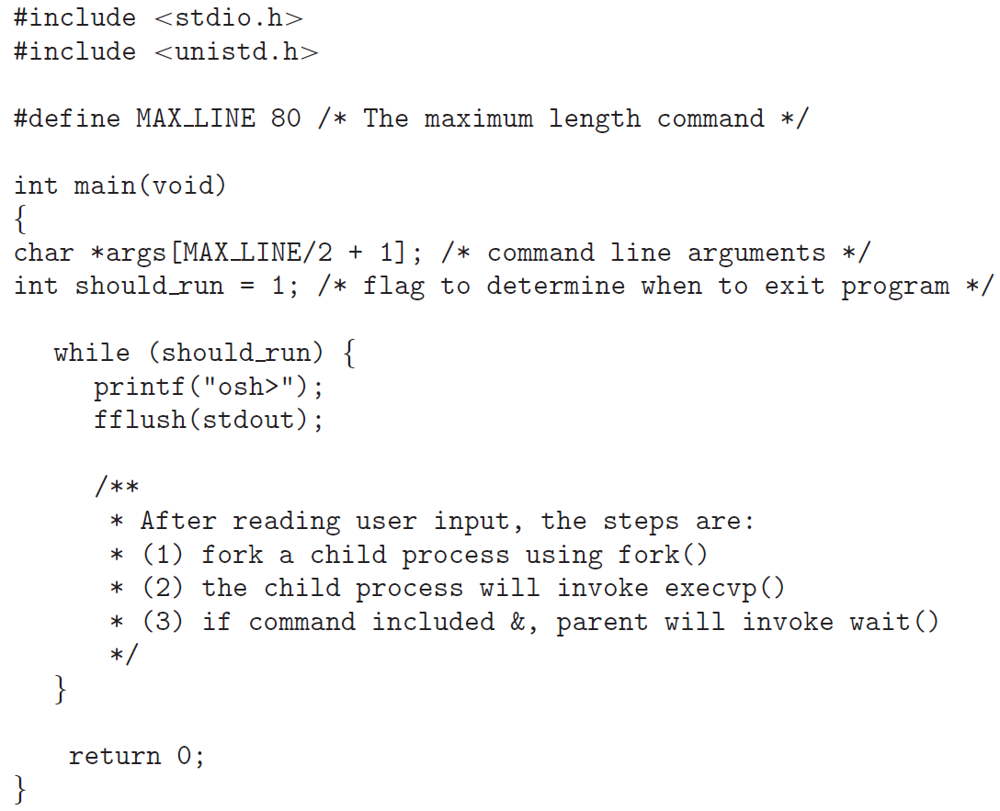 #include <stdio.h>
#include <unistd.h>
#define MAX_LINE 80 /* The maximum length command */
int main(void)
{
char *args[MAX_LINE/2 + 1]; /* command line arguments */
int should_run = 1; /* flag to determine when to exit program */
while (should_run) {
printf("osh>");
fflush(stdout);
/**
* After reading user input, the steps are:
* (1) fork a child process using fork()
* (2) the child process will invoke execvp()
* (3) if command included &, parent will invoke wait()
*/
}
return 0;
}